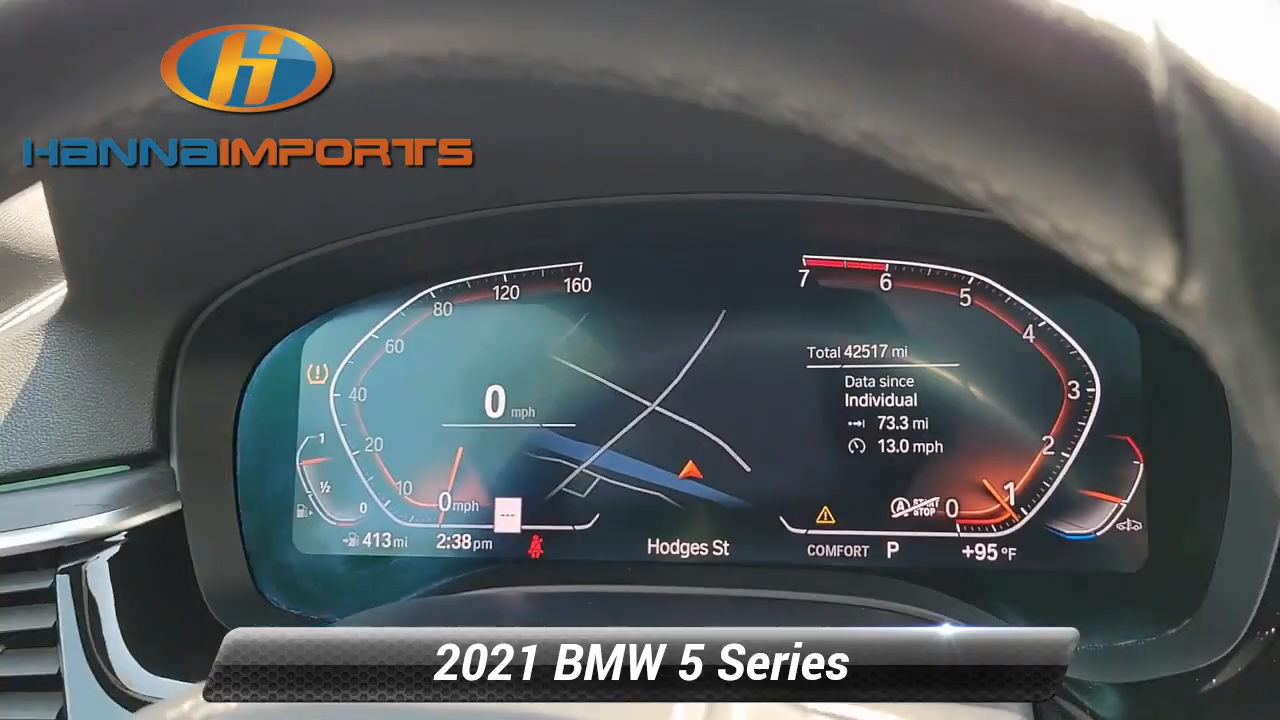 H
HANNAIMPORTS
160
120
80
60
40
20
10
0 mph
0 mph
1
½
0
413 mi
2:38 pm
---
Hodges St
7
6
5
4
3
2
1
0
Total 42517 mi
Data since
Individual
73.3 mi
13.0 mph
A START
STOP
COMFORT P
+95 °F
2021 BMW 5 Series